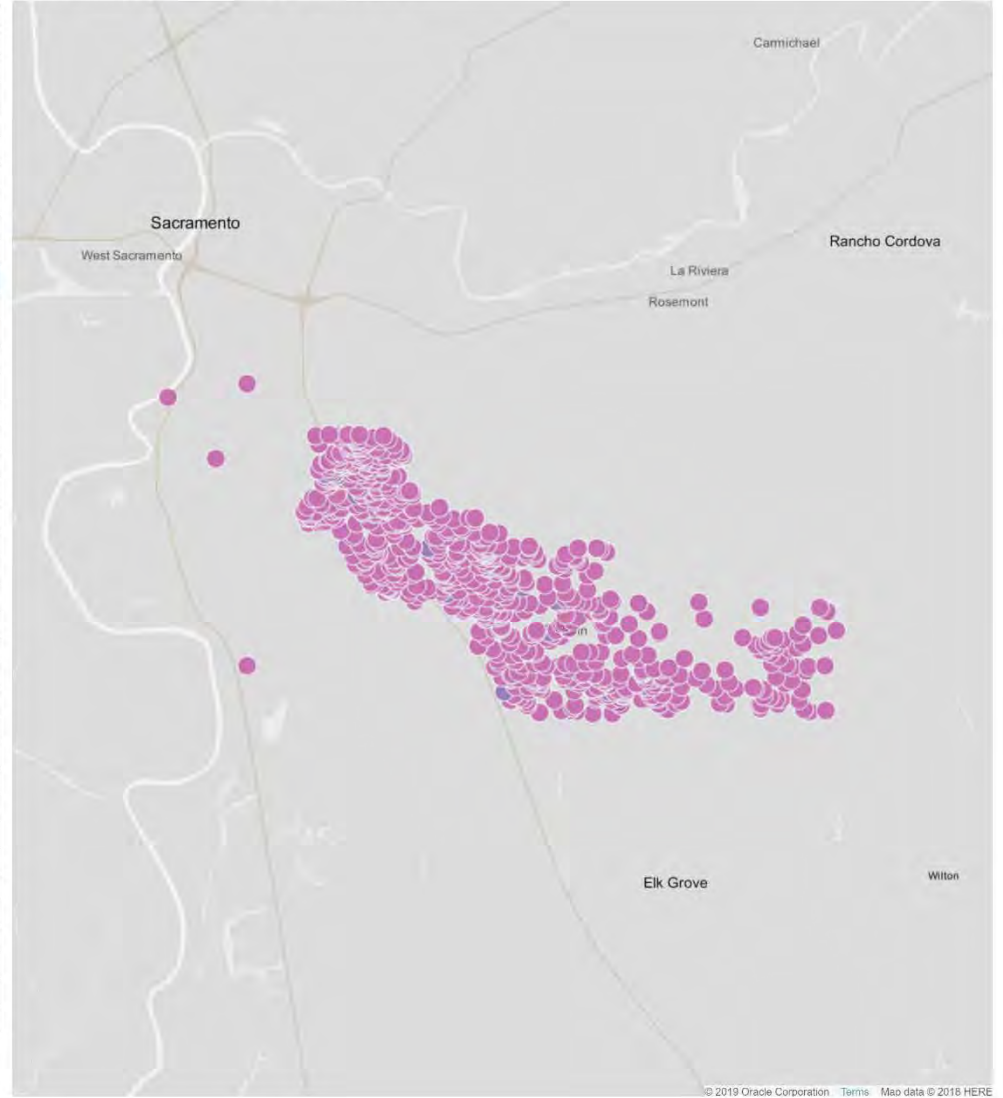 Carmichael
Sacramento
Rancho Cordova
West Sacramento
La Riviera
Rosemont
Elk Grove
Wilton
© 2019 Oracle Corporation Terms Map data © 2018 HERE